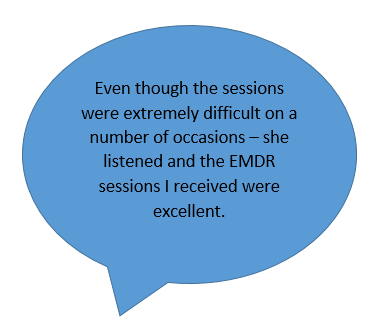 Even though the sessions
were extremely difficult on a
number of occasions – she
listened and the EMDR
sessions I received were
excellent.